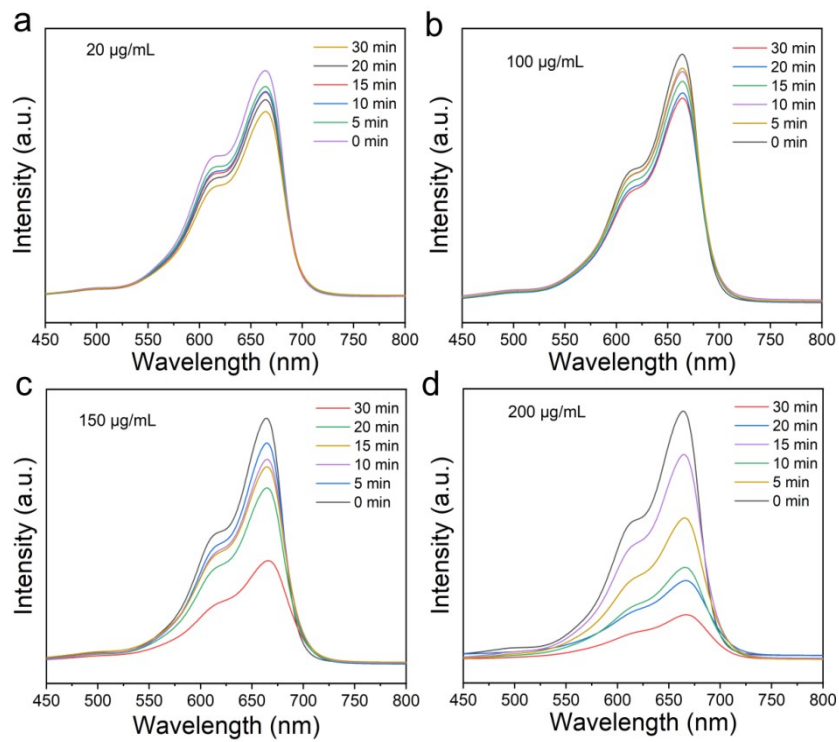 a
20 µg/mL
30 min
20 min
15 min
10 min
5 min
0 min
Intensity (a.u.)
450 500 550 600 650 700 750 800
Wavelength (nm)
b
100 µg/mL
30 min
20 min
15 min
10 min
5 min
0 min
Intensity (a.u.)
450 500 550 600 650 700 750 800
Wavelength (nm)
c
150 µg/mL
30 min
20 min
15 min
10 min
5 min
0 min
Intensity (a.u.)
450 500 550 600 650 700 750 800
Wavelength (nm)
d
200 µg/mL
30 min
20 min
15 min
10 min
5 min
0 min
Intensity (a.u.)
450 500 550 600 650 700 750 800
Wavelength (nm)